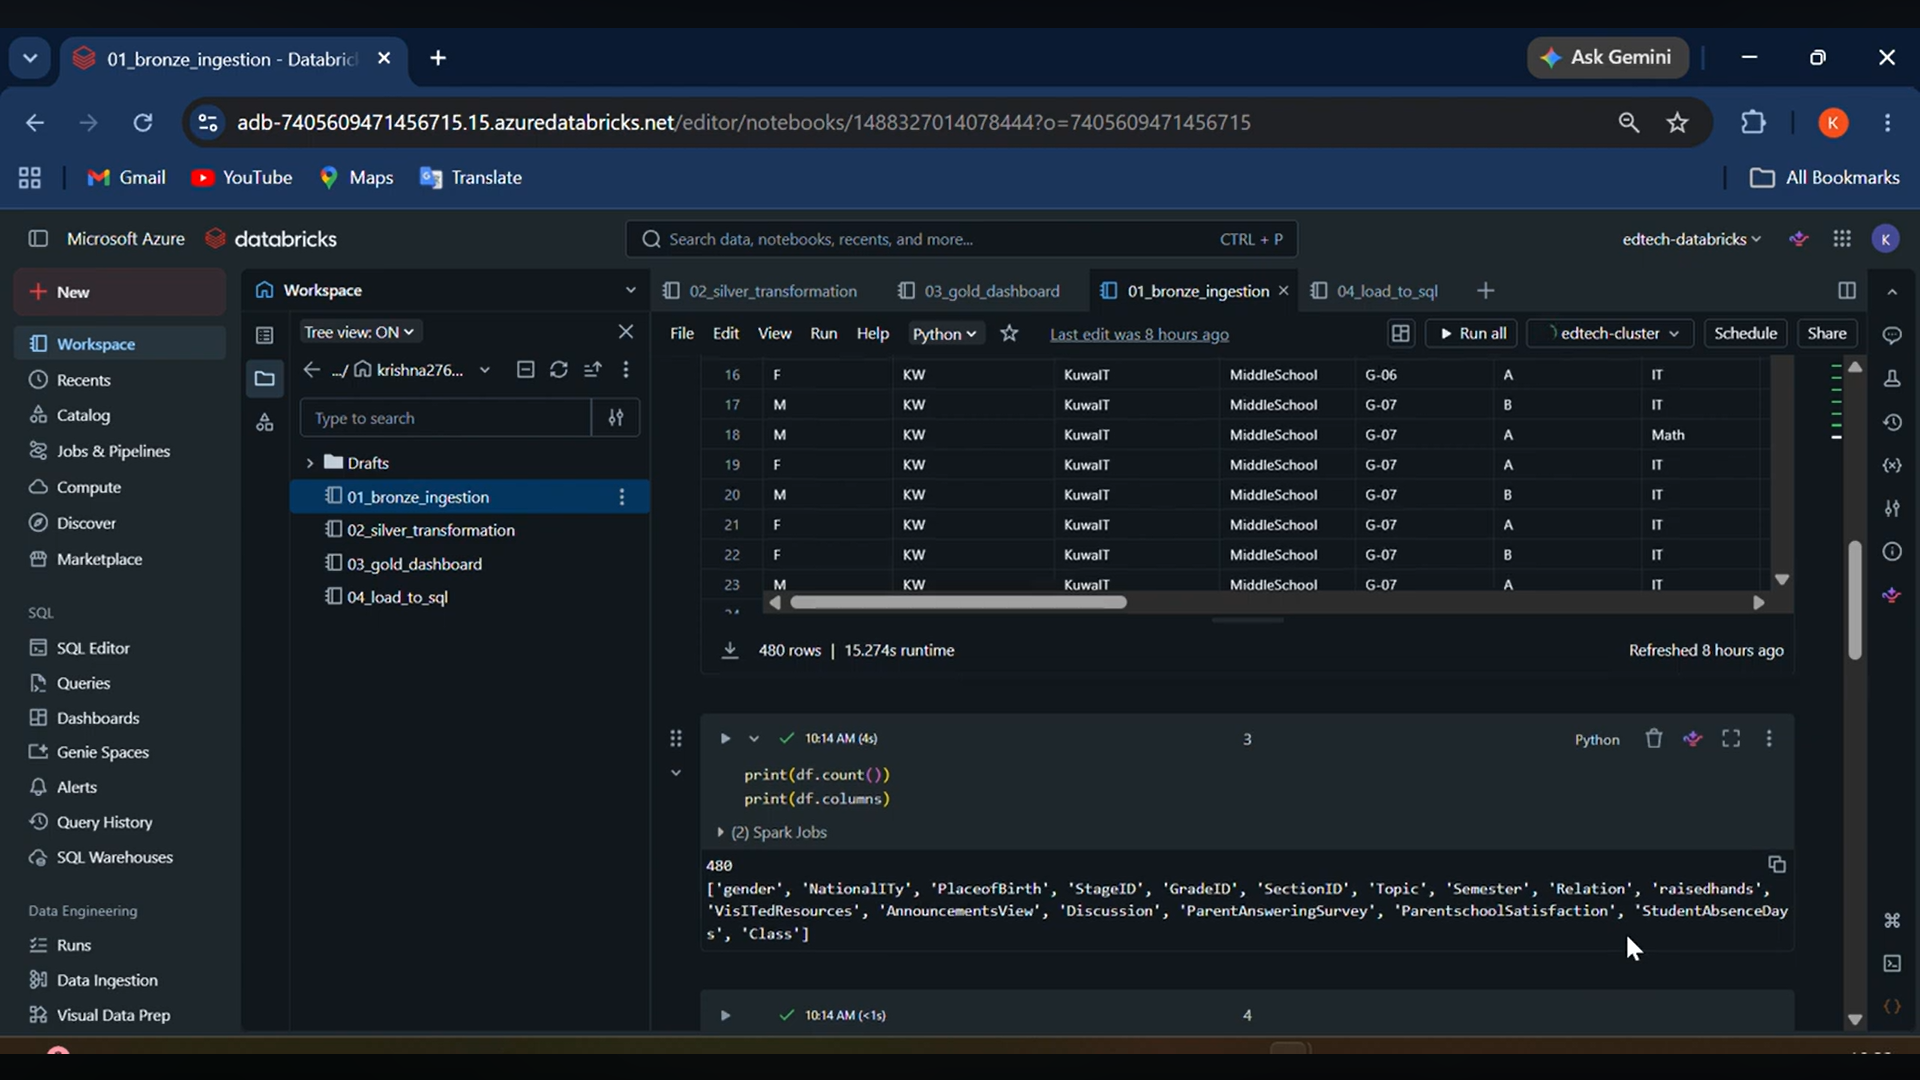 01_bronze_ingestion - Databric
Ask Gemini
adb-7405609471456715.15.azuredatabricks.net/editor/notebooks/1488327014078444?o=7405609471456715
K
Gmail
YouTube
Maps
Translate
All Bookmarks
Microsoft Azure
databricks
Search data, notebooks, recents, and more...
CTRL + P
edtech-databricks
K
New
Workspace
Recents
Catalog
Jobs & Pipelines
Compute
Discover
Marketplace
SQL
SQL Editor
Queries
Dashboards
Genie Spaces
Alerts
Query History
SQL Warehouses
Data Engineering
Runs
Data Ingestion
Visual Data Prep
Workspace
Tree view: ON
.../ krishna276...
Type to search
Drafts
01_bronze_ingestion
02_silver_transformation
03_gold_dashboard
04_load_to_sql
02_silver_transformation
03_gold_dashboard
01_bronze_ingestion
04_load_to_sql
File Edit View Run Help Python Last edit was 8 hours ago
Run all
edtech-cluster
Schedule
Share
16 F KW KuwaIT MiddleSchool G-06 A IT
17 M KW KuwaIT MiddleSchool G-07 B IT
18 M KW KuwaIT MiddleSchool G-07 A Math
19 F KW KuwaIT MiddleSchool G-07 A IT
20 M KW KuwaIT MiddleSchool G-07 B IT
21 F KW KuwaIT MiddleSchool G-07 A IT
22 F KW KuwaIT MiddleSchool G-07 B IT
23 M KW KuwaIT MiddleSchool G-07 A IT
480 rows | 15.274s runtime
Refreshed 8 hours ago
10:14 AM (4s)
3
Python
print(df.count())
print(df.columns)
(2) Spark Jobs
480
['gender', 'NationalITy', 'PlaceofBirth', 'StageID', 'GradeID', 'SectionID', 'Topic', 'Semester', 'Relation', 'raisedhands',
'VisITedResources', 'AnnouncementsView', 'Discussion', 'ParentAnsweringSurvey', 'ParentschoolSatisfaction', 'StudentAbsenceDay
s', 'Class']
10:14 AM (<1s)
4